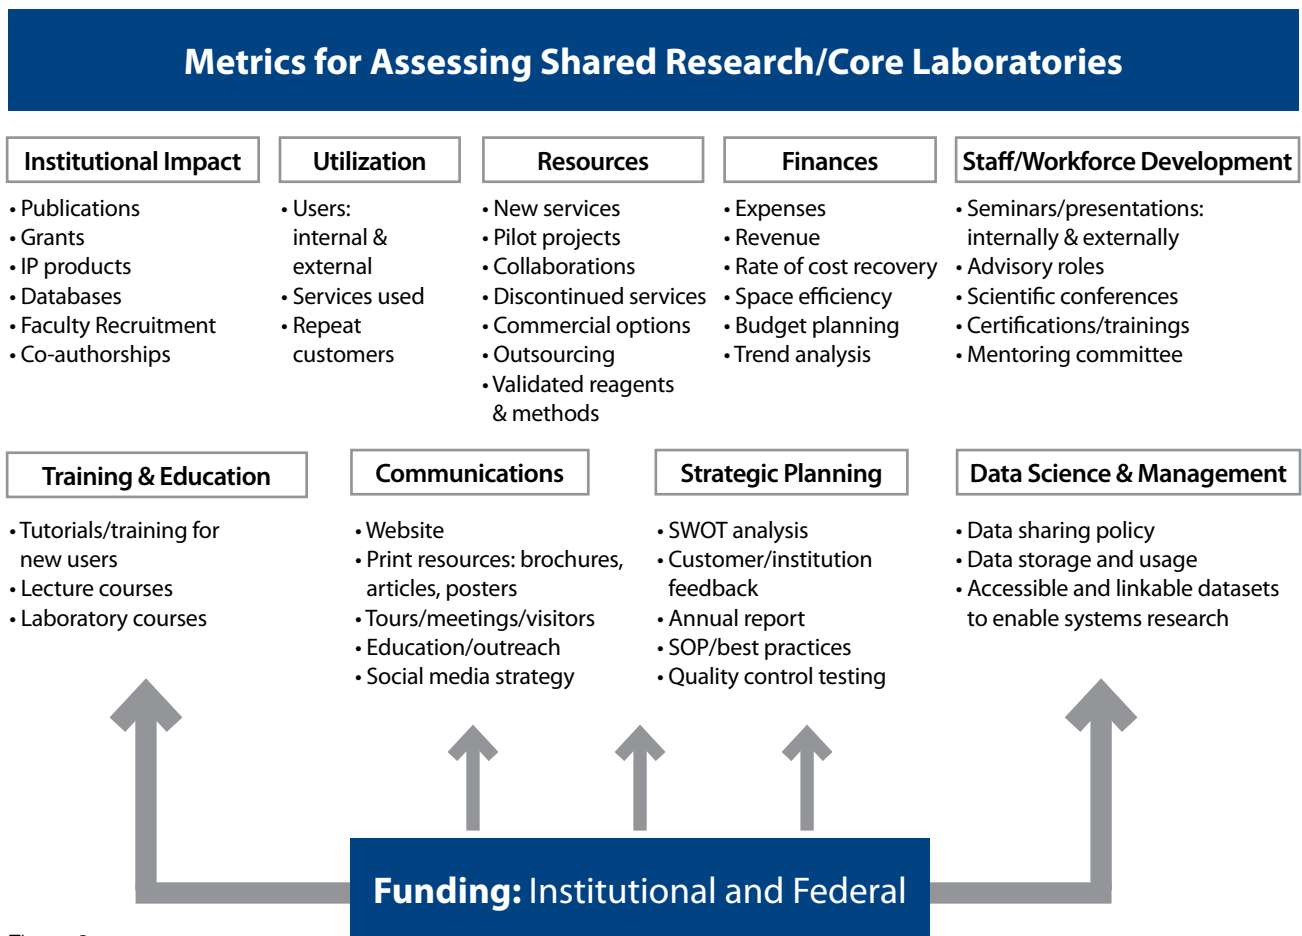 Metrics for Assessing Shared Research/Core Laboratories
Institutional Impact
• Publications
• Grants
• IP products
• Databases
• Faculty Recruitment
• Co-authorships
Utilization
• Users:
internal &
external
• Services used
• Repeat
customers
Resources
• New services
• Pilot projects
• Collaborations
• Discontinued services
• Commercial options
• Outsourcing
• Validated reagents
& methods
Finances
• Expenses
• Revenue
• Rate of cost recovery
• Space efficiency
• Budget planning
• Trend analysis
Staff/Workforce Development
• Seminars/presentations:
internally & externally
• Advisory roles
• Scientific conferences
• Certifications/trainings
• Mentoring committee
Training & Education
• Tutorials/training for
new users
• Lecture courses
• Laboratory courses
Communications
• Website
• Print resources: brochures,
articles, posters
• Tours/meetings/visitors
• Education/outreach
• Social media strategy
Strategic Planning
• SWOT analysis
• Customer/institution
feedback
• Annual report
• SOP/best practices
• Quality control testing
Data Science & Management
• Data sharing policy
• Data storage and usage
• Accessible and linkable datasets
to enable systems research
Funding: Institutional and Federal